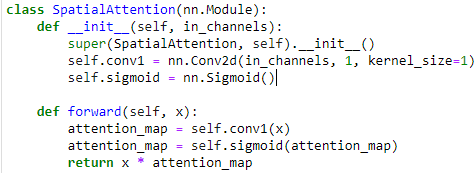 class SpatialAttention(nn.Module):
    def __init__(self, in_channels):
        super(SpatialAttention, self).__init__()
        self.conv1 = nn.Conv2d(in_channels, 1, kernel_size=1)
        self.sigmoid = nn.Sigmoid()

    def forward(self, x):
        attention_map = self.conv1(x)
        attention_map = self.sigmoid(attention_map)
        return x * attention_map